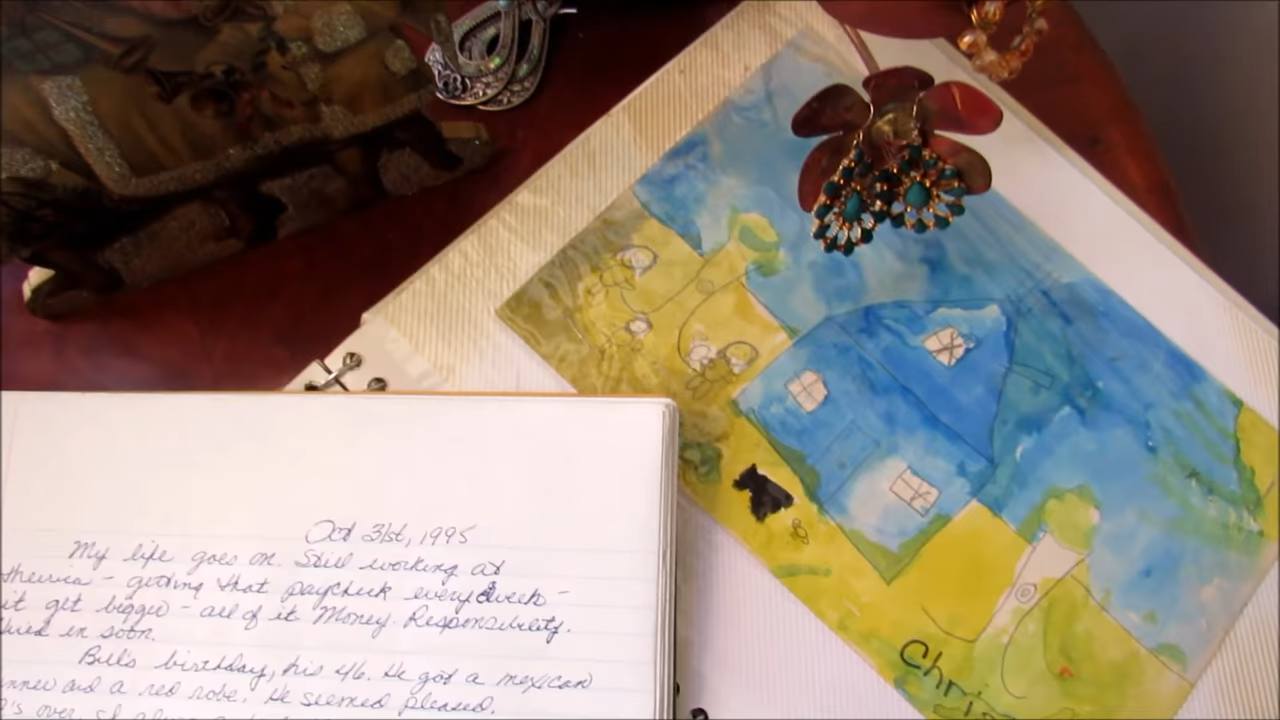 Oct 31st, 1995
My life goes on. Still working at
- getting that paycheck every week -
it get bigger - all of it Money. Responsibility.
in soon.
Bill's birthday, his 46. He got a mexican
and a red robe. He seemed pleased.
's over. I
Chris